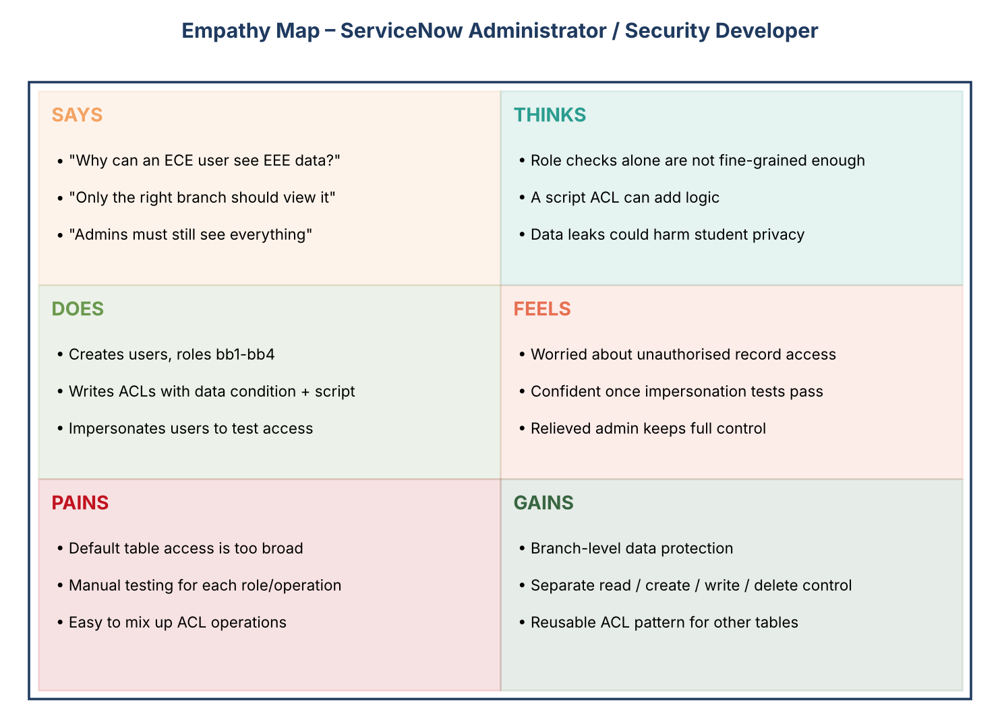 Empathy Map – ServiceNow Administrator / Security Developer
SAYS
• "Why can an ECE user see EEE data?"
• "Only the right branch should view it"
• "Admins must still see everything"
THINKS
• Role checks alone are not fine-grained enough
• A script ACL can add logic
• Data leaks could harm student privacy
DOES
• Creates users, roles bb1-bb4
• Writes ACLs with data condition + script
• Impersonates users to test access
FEELS
• Worried about unauthorised record access
• Confident once impersonation tests pass
• Relieved admin keeps full control
PAINS
• Default table access is too broad
• Manual testing for each role/operation
• Easy to mix up ACL operations
GAINS
• Branch-level data protection
• Separate read / create / write / delete control
• Reusable ACL pattern for other tables